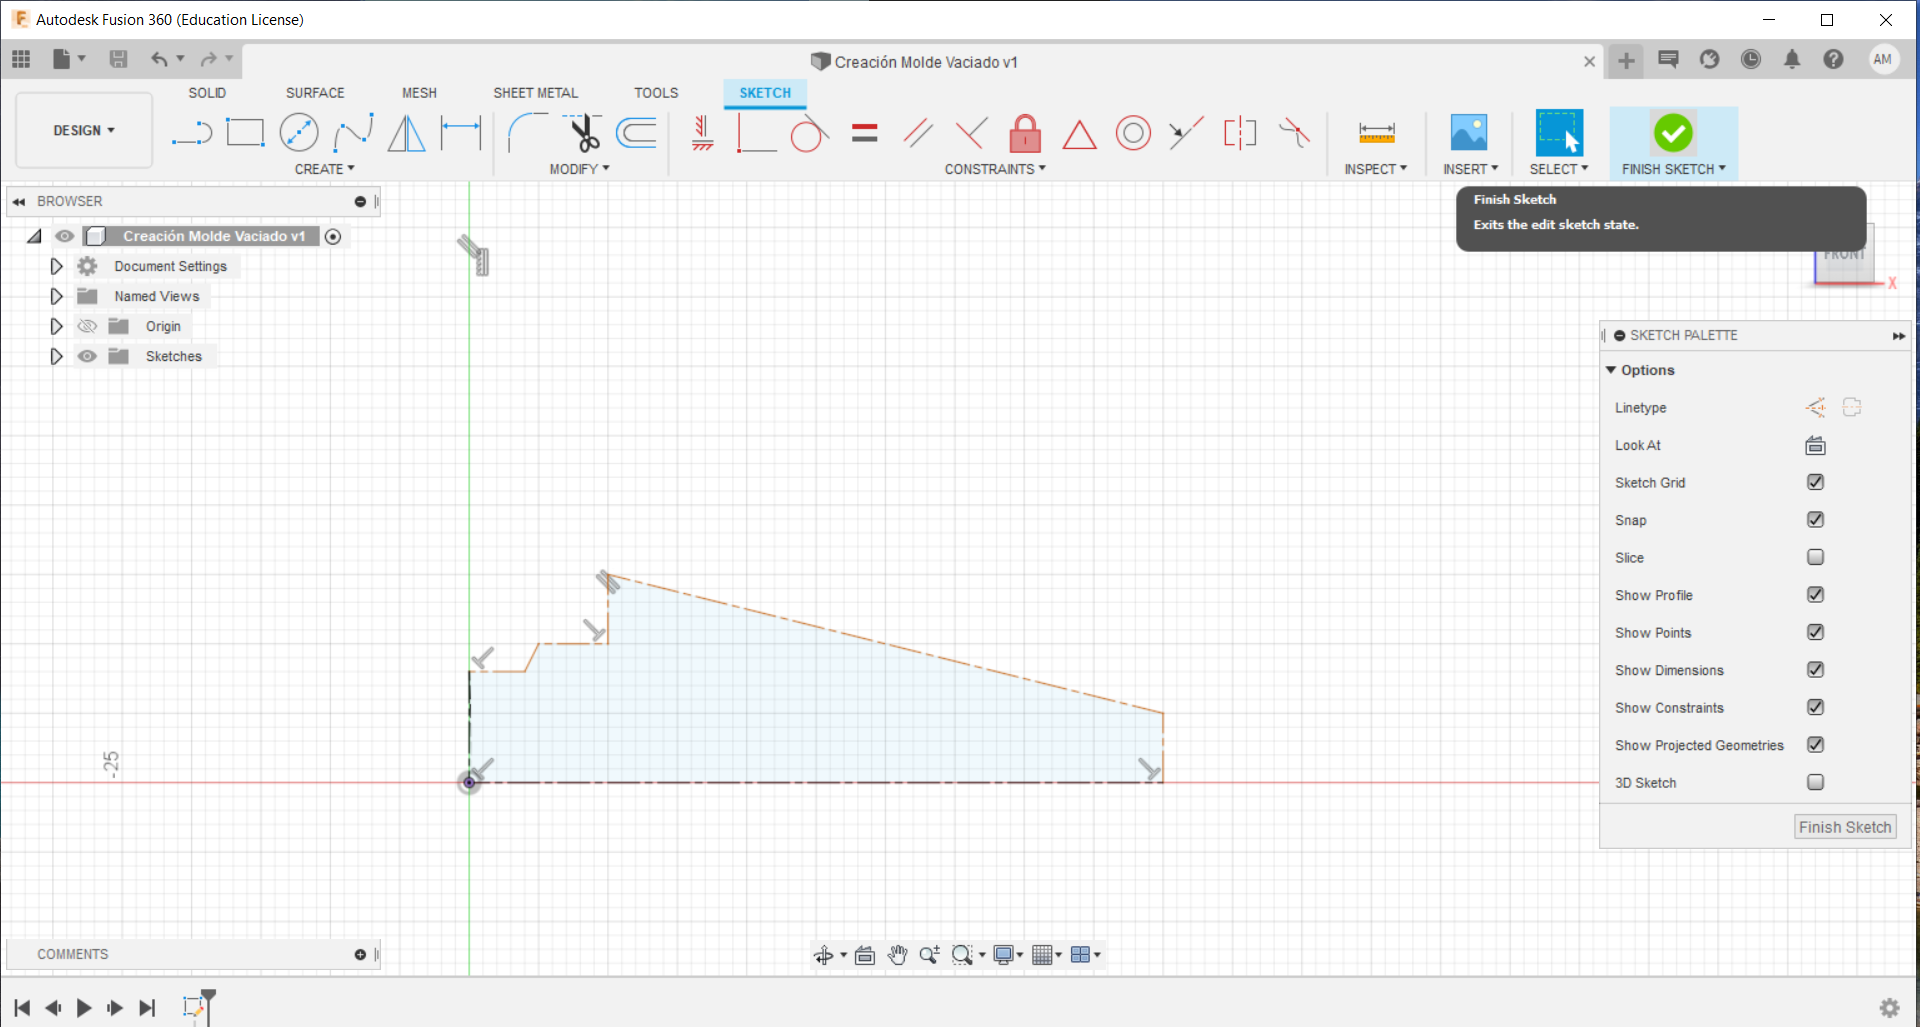 Autodesk Fusion 360 (Education License)
Creación Molde Vaciado v1
AM
DESIGN
SOLID
SURFACE
MESH
SHEET METAL
TOOLS
SKETCH
CREATE
MODIFY
CONSTRAINTS
INSPECT
INSERT
SELECT
FINISH SKETCH
Finish Sketch
Exits the edit sketch state.
FRONT
X
BROWSER
Creación Molde Vaciado v1
Document Settings
Named Views
Origin
Sketches
SKETCH PALETTE
Options
Linetype
Look At
Sketch Grid
Snap
Slice
Show Profile
Show Points
Show Dimensions
Show Constraints
Show Projected Geometries
3D Sketch
Finish Sketch
-25
COMMENTS